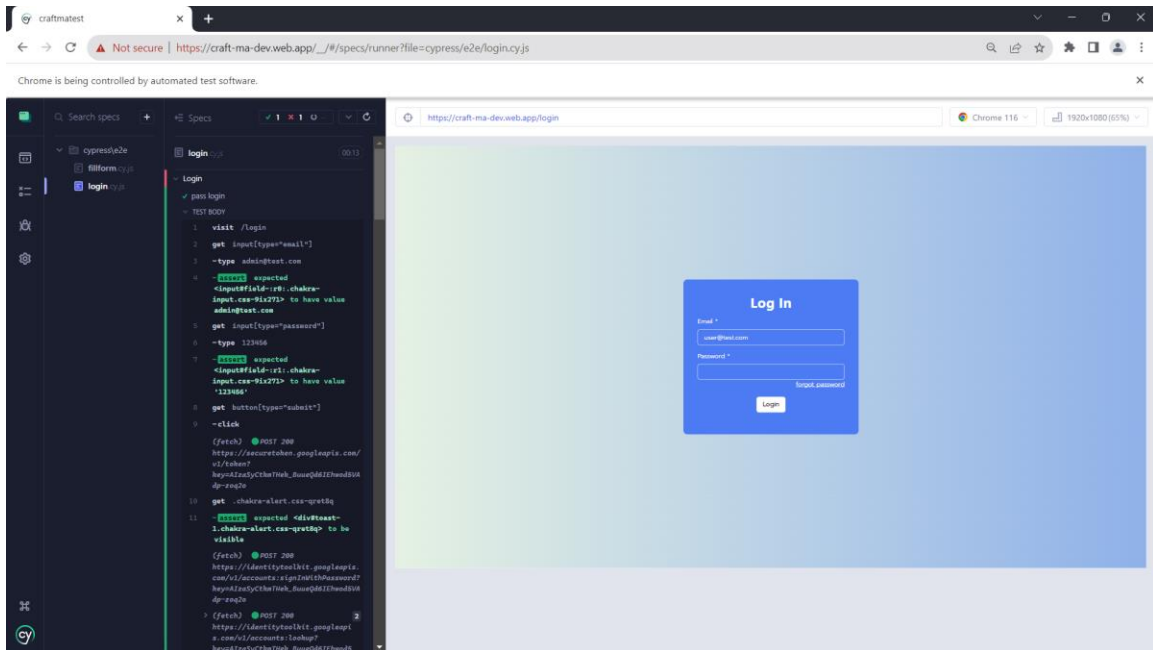 cy craftmatest
Not secure | https://craft-ma-dev.web.app/__/#/specs/runner?file=cypress/e2e/login.cy.js
Chrome is being controlled by automated test software.
Search specs +
Specs
1 1
https://craft-ma-dev.web.app/login
Chrome 116
1920x1080 (65%)
cypress\e2e
fillform.cy.js
login.cy.js
login.cy.js 00:13
Login
pass login
TEST BODY
1 visit /login
2 get input[type="email"]
3 -type admin@test.com
4 -assert expected
<input#field-:r0:.chakra-
input.css-9ix271> to have value
admin@test.com
5 get input[type="password"]
6 -type 123456
7 -assert expected
<input#field-:r1:.chakra-
input.css-9ix271> to have value
'123456'
8 get button[type="submit"]
9 -click
(fetch) POST 200
https://securetoken.googleapis.com/
v1/token?
10 get .chakra-alert.css-qret8q
11 -assert expected <div#toast-
1.chakra-alert.css-qret8q> to be
visible
(fetch) POST 200
https://identitytoolkit.googleapis.
com/v1/accounts:signInWithPassword?
(fetch) POST 200 2
https://identitytoolkit.googleapi
s.com/v1/accounts:lookup?
Log In
Email *
user@test.com
Password *
forgot password
Login
cy